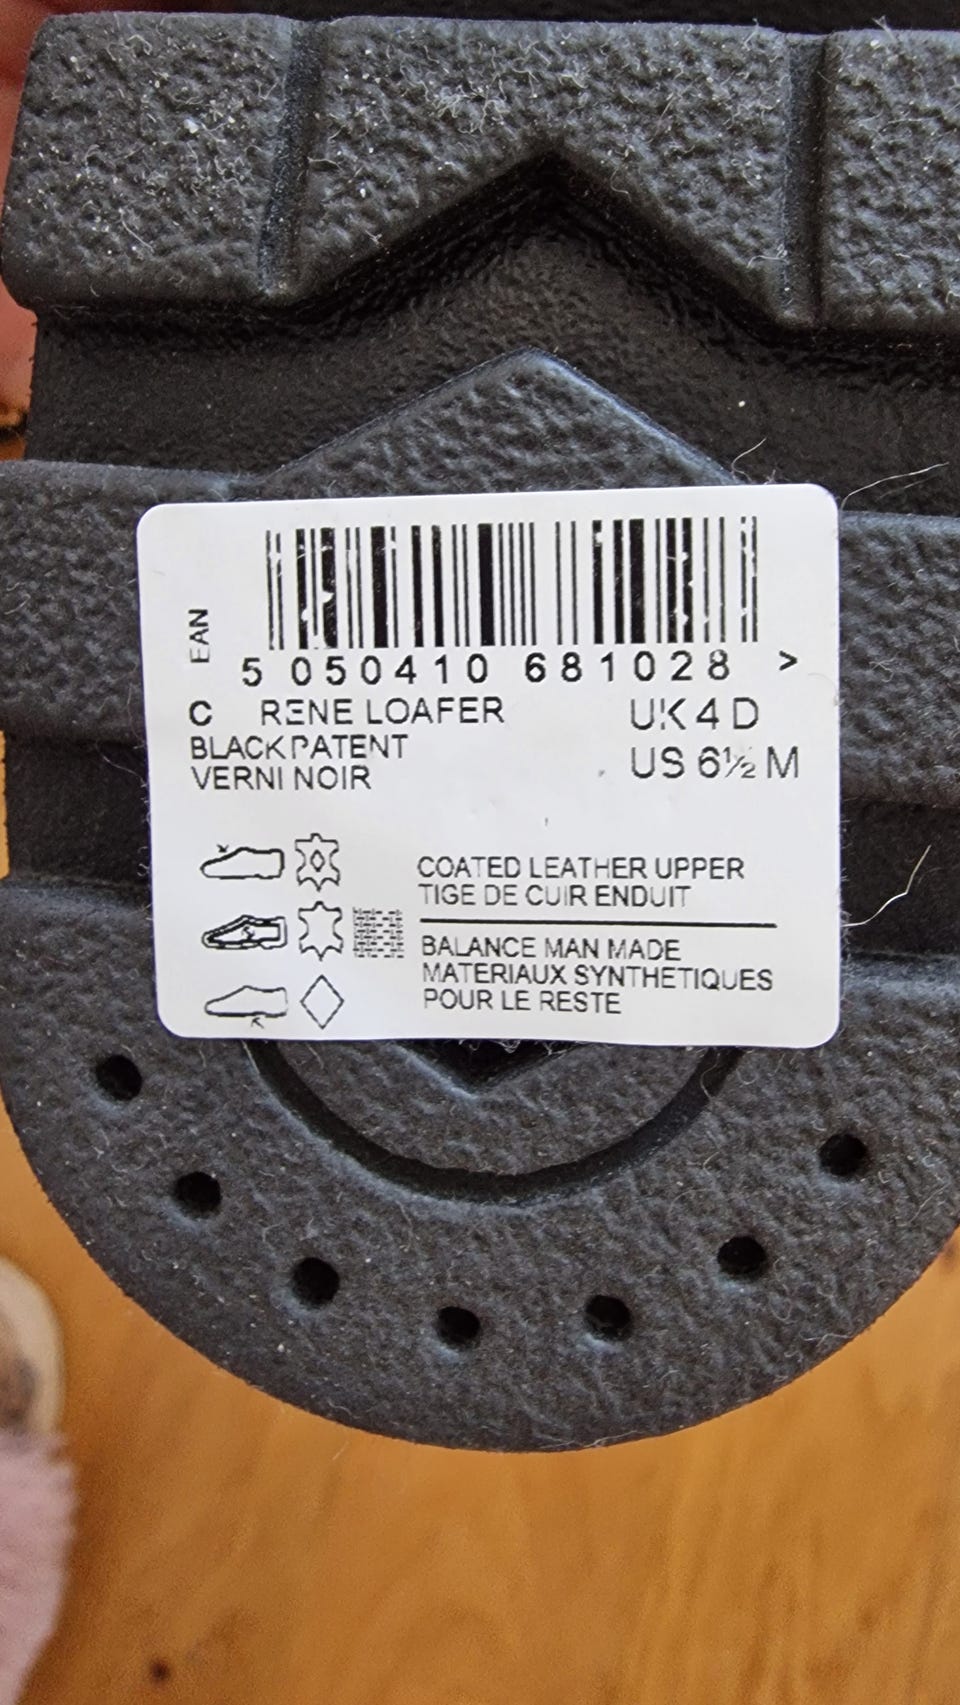 EAN
5 050410 681028 >
C RENE LOAFER UK 4 D
BLACK PATENT
VERNI NOIR
US 6½ M
COATED LEATHER UPPER
TIGE DE CUIR ENDUIT
BALANCE MAN MADE
MATERIAUX SYNTHETIQUES
POUR LE RESTE